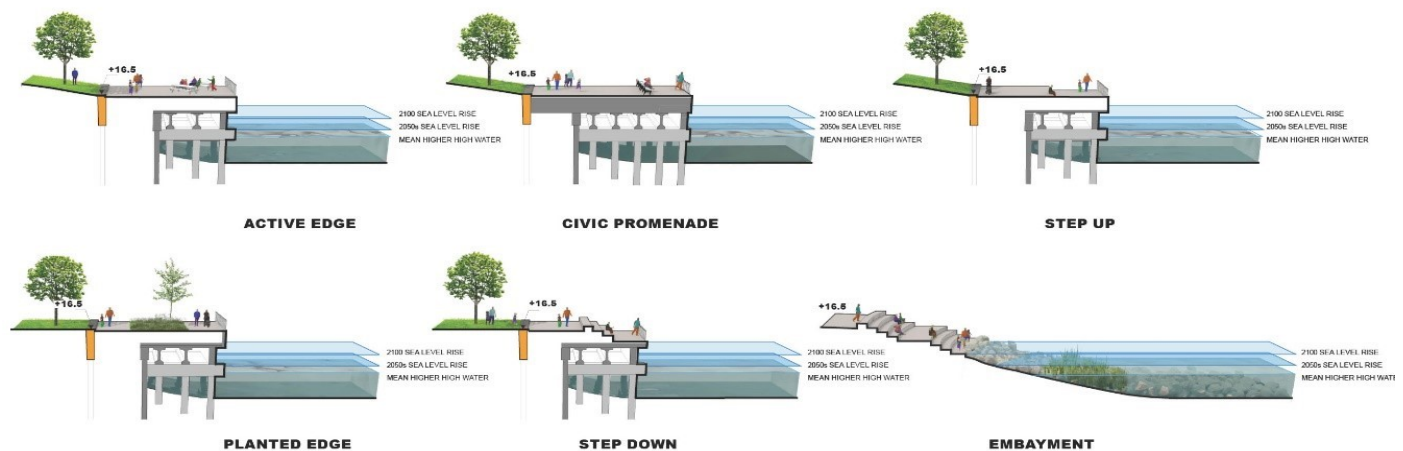 +16.5
2100 SEA LEVEL RISE
2050s SEA LEVEL RISE
MEAN HIGHER HIGH WATER
ACTIVE EDGE
+16.5
2100 SEA LEVEL RISE
2050s SEA LEVEL RISE
MEAN HIGHER HIGH WATER
CIVIC PROMENADE
+16.5
2100 SEA LEVEL RISE
2050s SEA LEVEL RISE
MEAN HIGHER HIGH WATER
STEP UP
+16.5
2100 SEA LEVEL RISE
2050s SEA LEVEL RISE
MEAN HIGHER HIGH WATER
PLANTED EDGE
+16.5
2100 SEA LEVEL RISE
2050s SEA LEVEL RISE
MEAN HIGHER HIGH WATER
STEP DOWN
+16.5
2100 SEA LEVEL RISE
2050s SEA LEVEL RISE
MEAN HIGHER HIGH WATE
EMBAYMENT